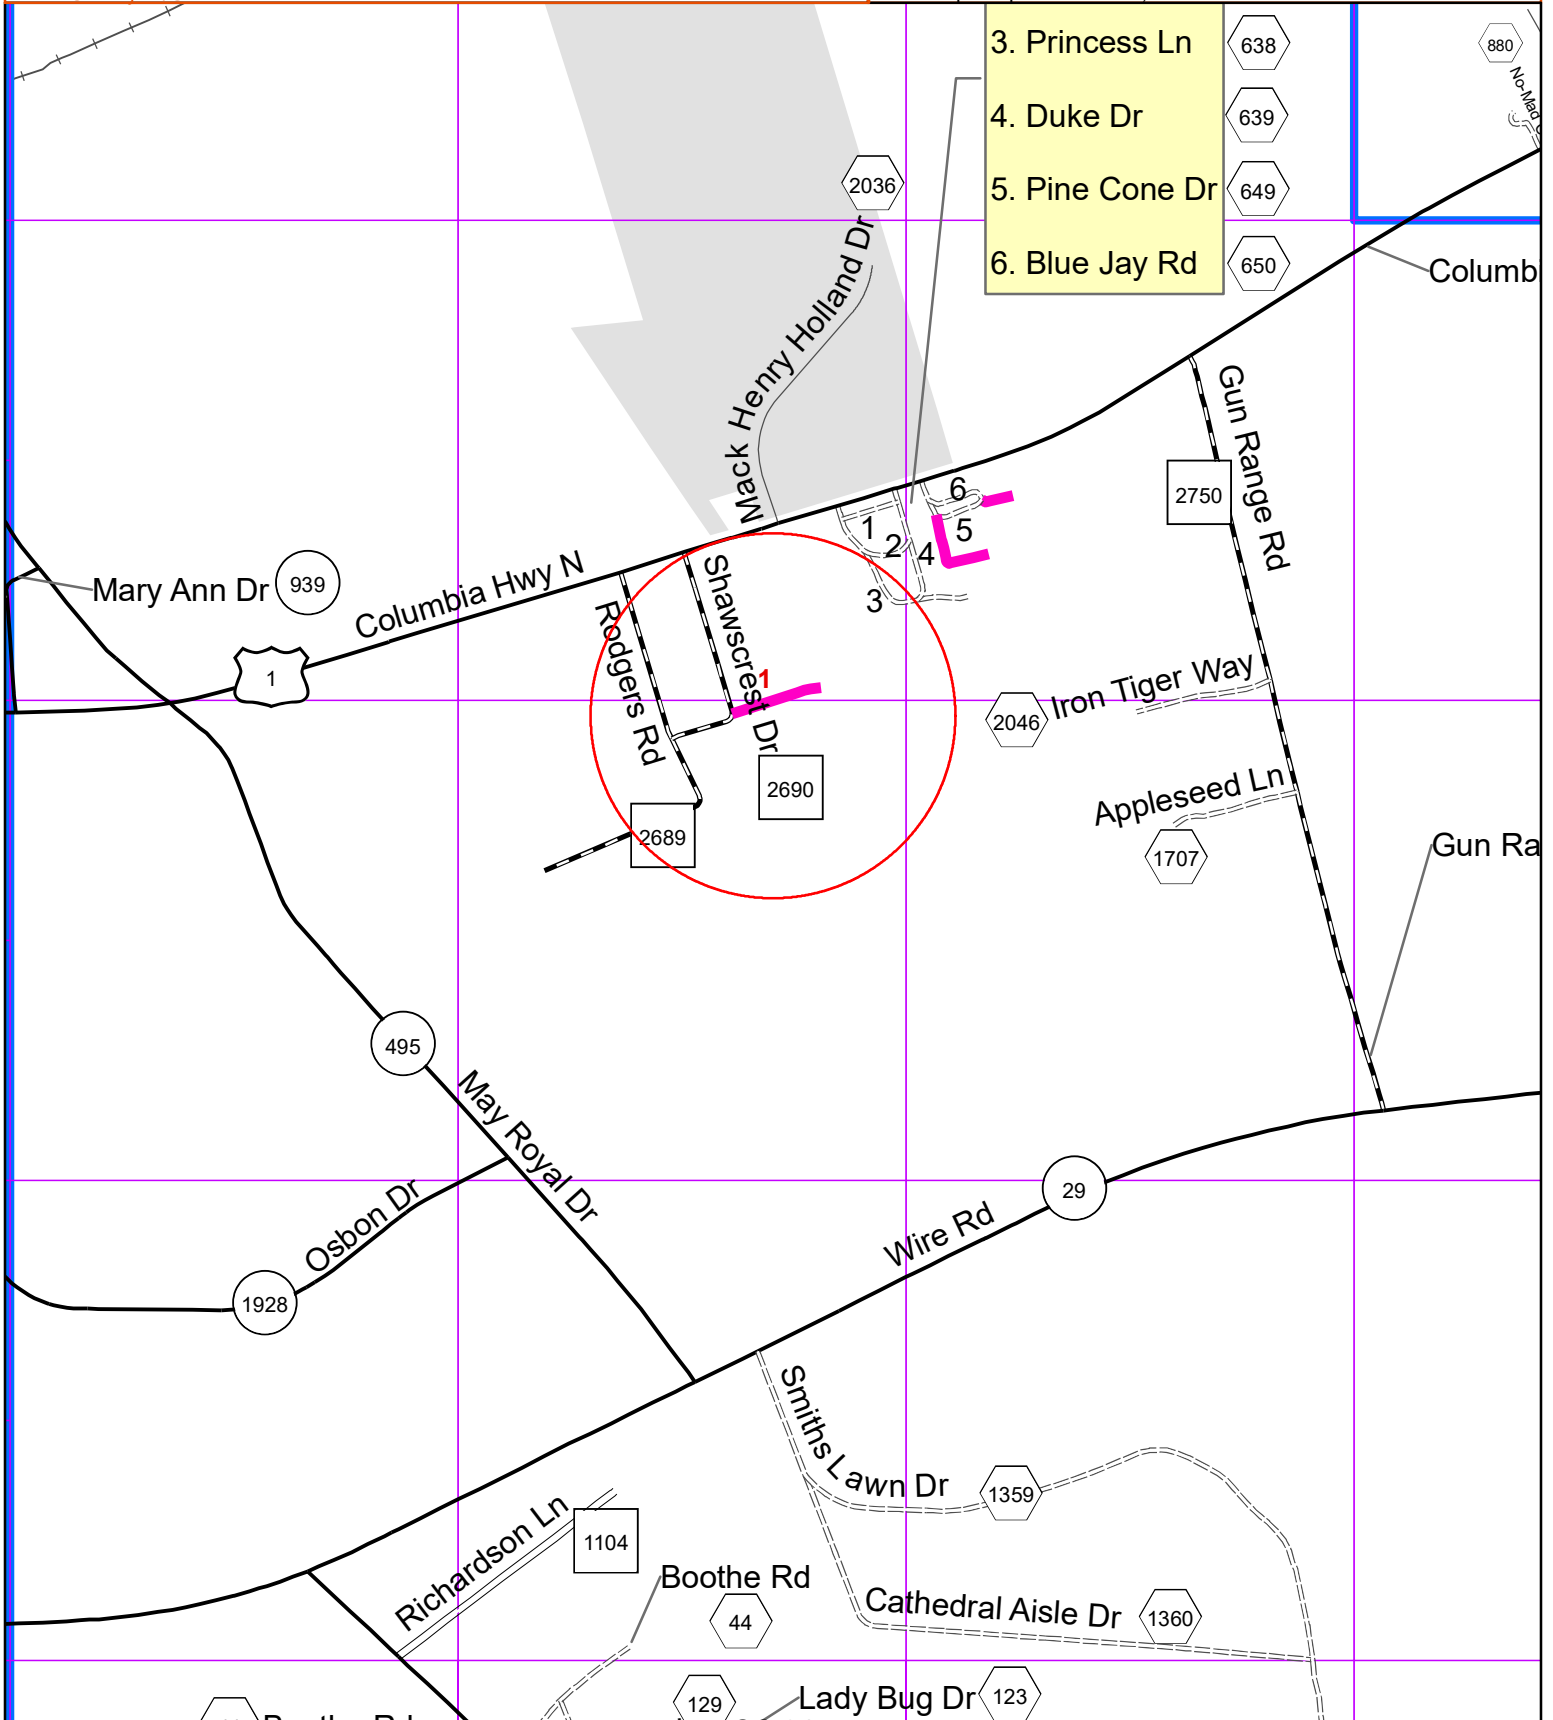 3. Princess Ln
638
880
No-Mad
4. Duke Dr
639
2036
5. Pine Cone Dr
649
Mack Henry Holland Dr
6. Blue Jay Rd
650
Columb
Gun Range Rd
2750
6
1
5
2
4
3
Mary Ann Dr
939
Columbia Hwy N
1
Rodgers Rd
Shawscrest Dr
1
2046
Iron Tiger Way
2690
Appleseed Ln
2689
1707
Gun Ra
495
May Royal Dr
29
Wire Rd
Osbon Dr
1928
Smiths Lawn Dr
1359
Richardson Ln
1104
Boothe Rd
44
Cathedral Aisle Dr
1360
129
Lady Bug Dr
123